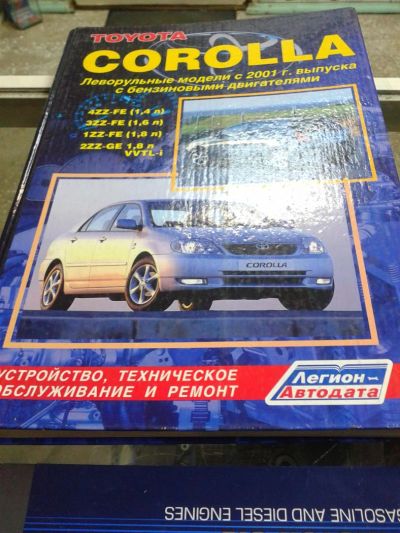 TOYOTA
COROLLA
Леворульные модели с 2001 г. выпуска
с бензиновыми двигателями
4ZZ-FE (1,4 л)
3ZZ-FE (1,6 л)
1ZZ-FE (1,8 л)
2ZZ-GE 1,8 л
VVTL-i
COROLLA
УСТРОЙСТВО, ТЕХНИЧЕСКОЕ
ОБСЛУЖИВАНИЕ И РЕМОНТ
Легион
Автодата
GASOLINE AND DIESEL ENGINES